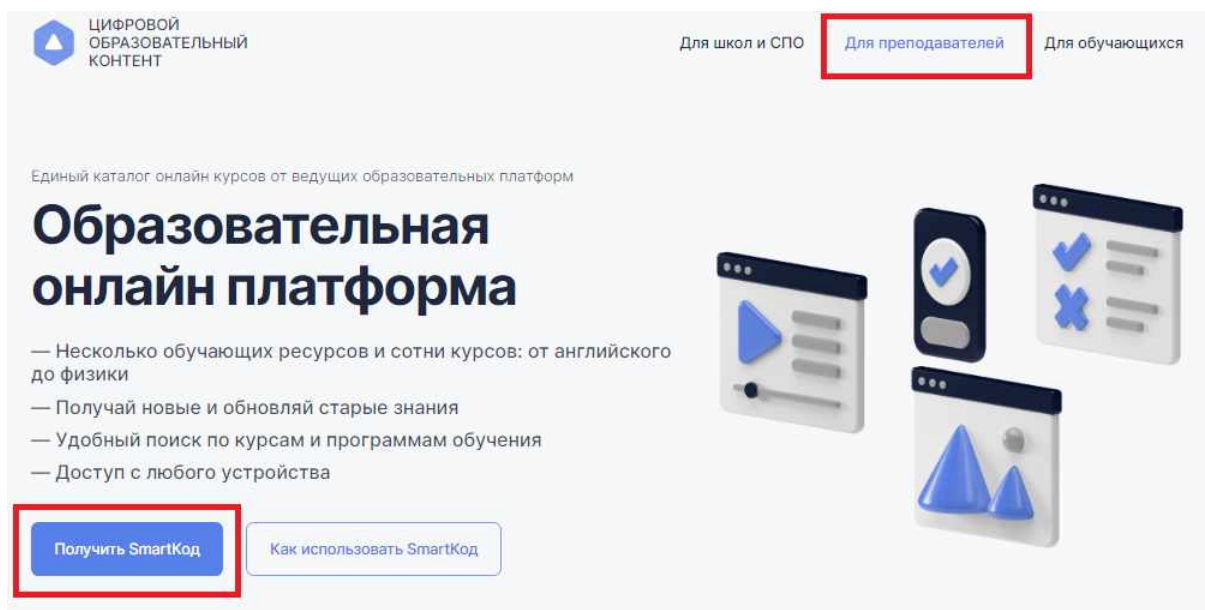 ЦИФРОВОЙ
ОБРАЗОВАТЕЛЬНЫЙ
КОНТЕНТ
Для школ и СПО
Для преподавателей
Для обучающихся
Единый каталог онлайн курсов от ведущих образовательных платформ
Образовательная
онлайн платформа
— Несколько обучающих ресурсов и сотни курсов: от английского
до физики
— Получай новые и обновляй старые знания
— Удобный поиск по курсам и программам обучения
— Доступ с любого устройства
Получить SmartКод
Как использовать SmartКод